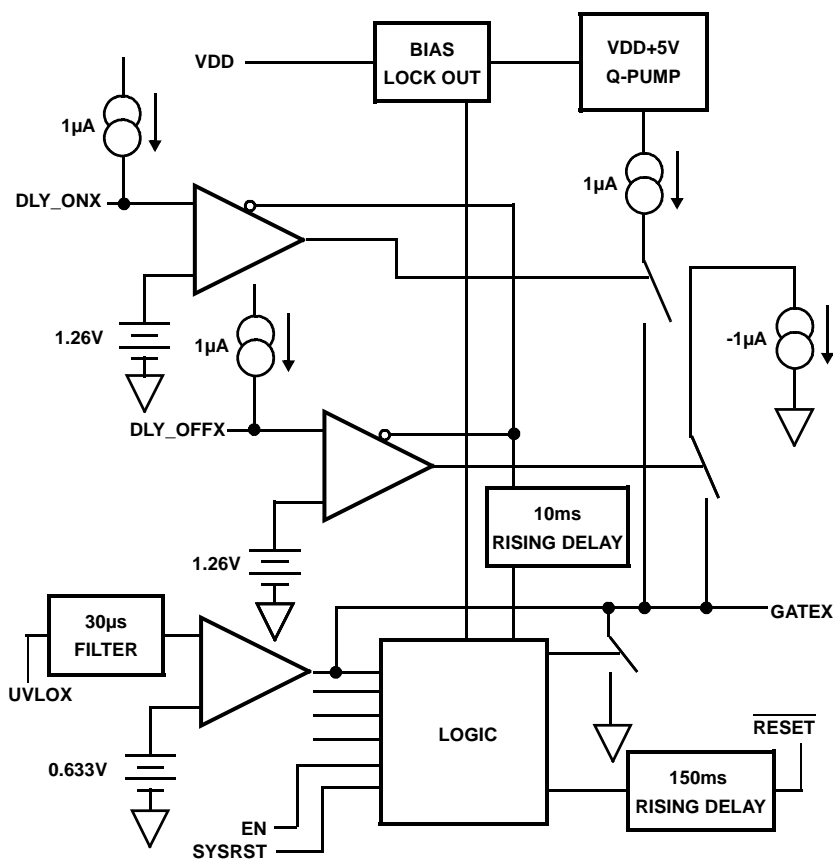 VDD
BIAS
LOCK OUT
VDD+5V
Q-PUMP
1µA
1µA
DLY_ONX
1.26V
1µA
-1µA
DLY_OFFX
10ms
RISING DELAY
1.26V
30µs
FILTER
GATEX
UVLOX
LOGIC
RESET
0.633V
150ms
RISING DELAY
EN
SYSRST